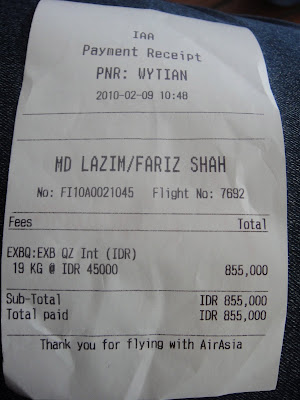 IAA
Payment Receipt
PNR: WYTIAN
2010-02-09 10:48
MD LAZIM/FARIZ SHAH
No: FI10A0021045 Flight No: 7692
Fees Total
EXBQ:EXB QZ Int (IDR)
19 KG @ IDR 45000 855,000
Sub-Total IDR 855,000
Total paid IDR 855,000
Thank you for flying with AirAsia